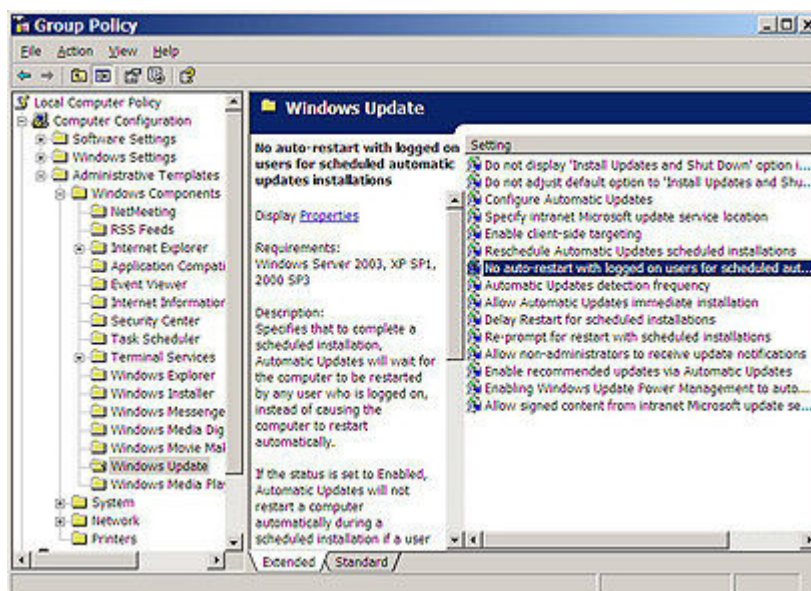 Group Policy
File Action View Help
Local Computer Policy
Computer Configuration
Software Settings
Windows Settings
Administrative Templates
Windows Components
NetMeeting
RSS Feeds
Internet Explorer
Application Compati
Event Viewer
Internet Informatior
Security Center
Task Scheduler
Terminal Services
Windows Explorer
Windows Installer
Windows Messenge
Windows Media Dig
Windows Movie Mal
Windows Update
Windows Media Pla
System
Network
Printers
Windows Update
No auto-restart with logged on
users for scheduled automatic
updates installations
Display Properties
Requirements:
Windows Server 2003, XP SP1,
2000 SP3
Description:
Specifies that to complete a
scheduled installation,
Automatic Updates will wait for
the computer to be restarted
by any user who is logged on,
instead of causing the
computer to restart
automatically.
If the status is set to Enabled,
Automatic Updates will not
restart a computer
automatically during a
scheduled installation if a user
Setting
Do not display 'Install Updates and Shut Down' option i...
Do not adjust default option to 'Install Updates and Shu...
Configure Automatic Updates
Specify intranet Microsoft update service location
Enable client-side targeting
Reschedule Automatic Updates scheduled installations
No auto-restart with logged on users for scheduled aut...
Automatic Updates detection frequency
Allow Automatic Updates immediate installation
Delay Restart for scheduled installations
Re-prompt for restart with scheduled installations
Allow non-administrators to receive update notifications
Enable recommended updates via Automatic Updates
Enabling Windows Update Power Management to auto...
Allow signed content from intranet Microsoft update se...
Extended Standard